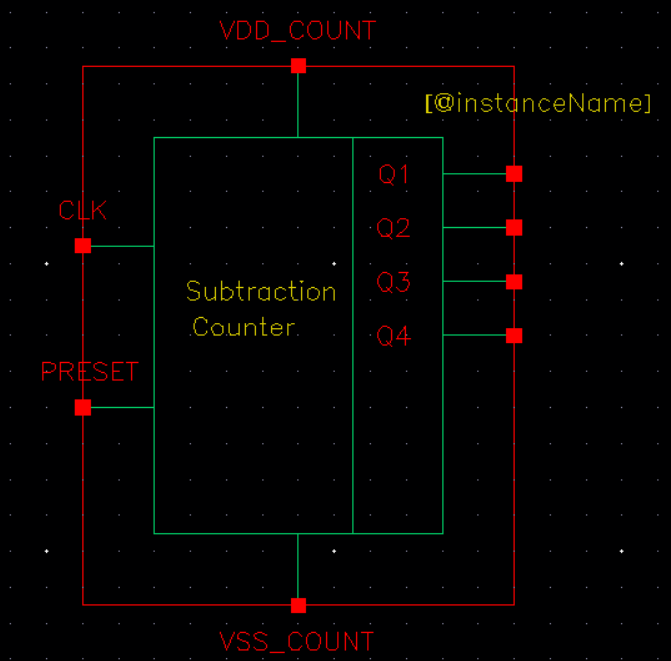 VDD_COUNT
[@instanceName]
Q1
CLK
Q2
Q3
Subtraction
Counter
Q4
PRESET
VSS_COUNT